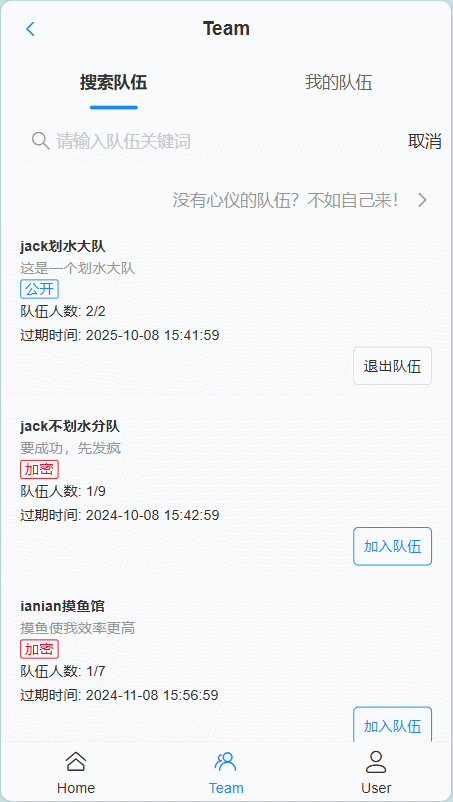 Team
搜索队伍 我的队伍
请输入队伍关键词 取消
没有心仪的队伍？不如自己来！
jack划水大队
这是一个划水大队
公开
队伍人数: 2/2
过期时间: 2025-10-08 15:41:59
退出队伍
jack不划水分队
要成功，先发疯
加密
队伍人数: 1/9
过期时间: 2024-10-08 15:42:59
加入队伍
ianian摸鱼馆
摸鱼使我效率更高
加密
队伍人数: 1/7
过期时间: 2024-11-08 15:56:59
加入队伍
Home Team User